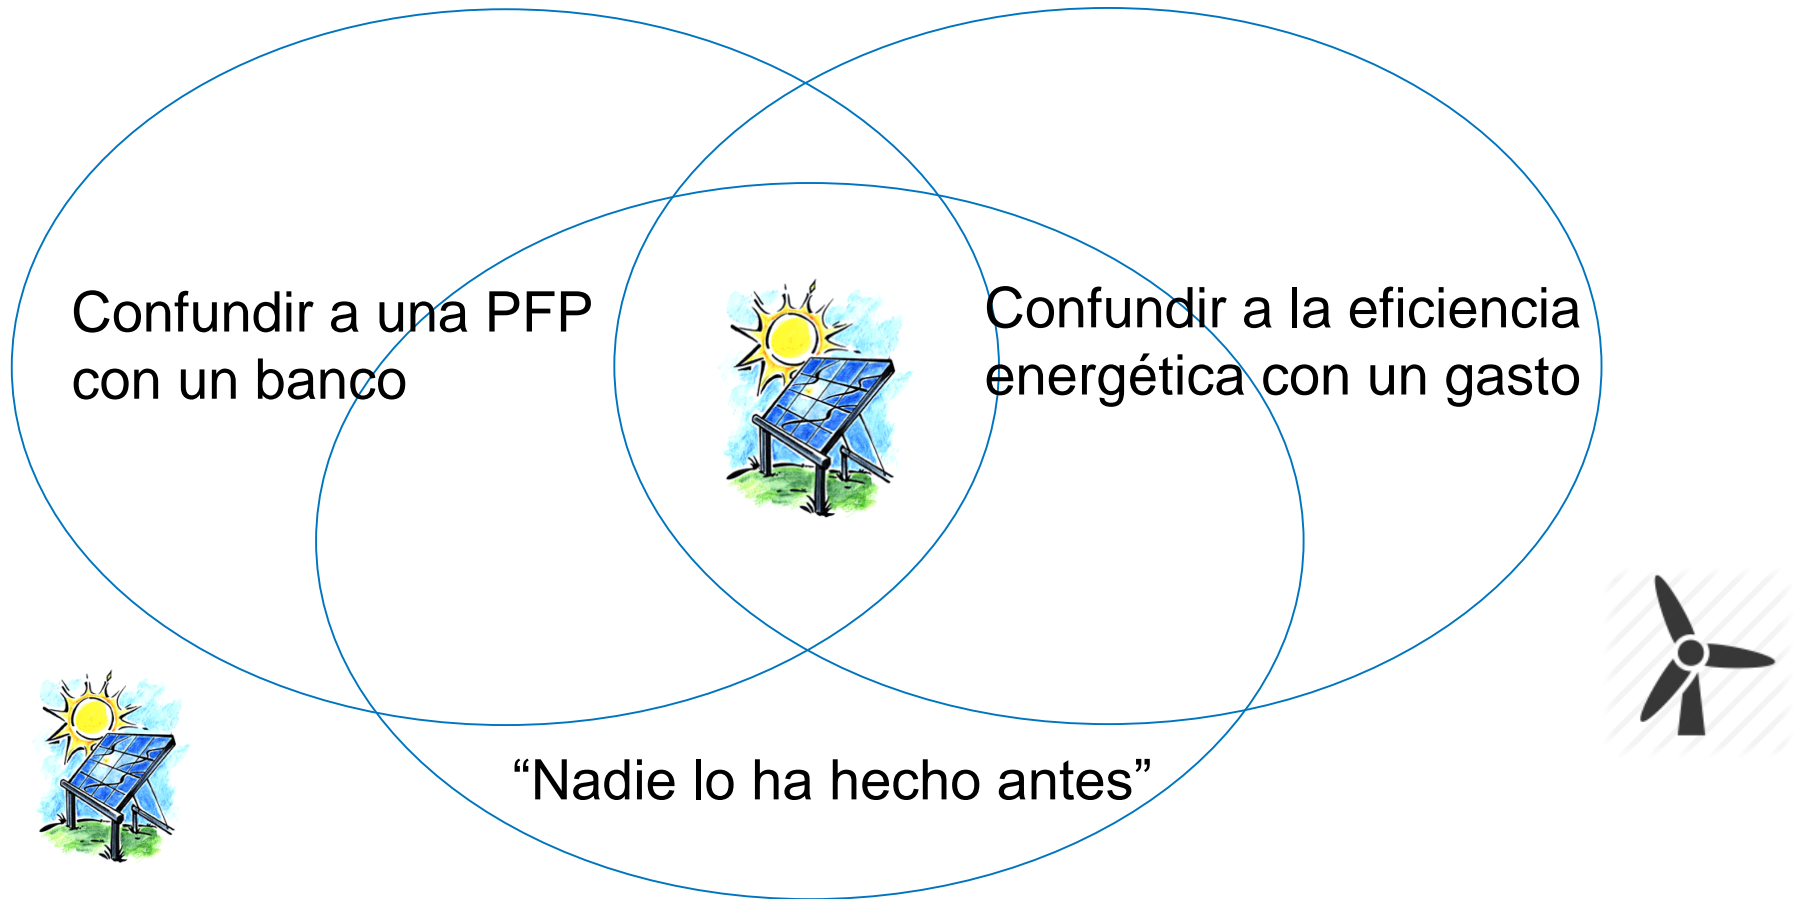 Confundir a una PFP
con un banco
Confundir a la eficiencia
energética con un gasto
“Nadie lo ha hecho antes”